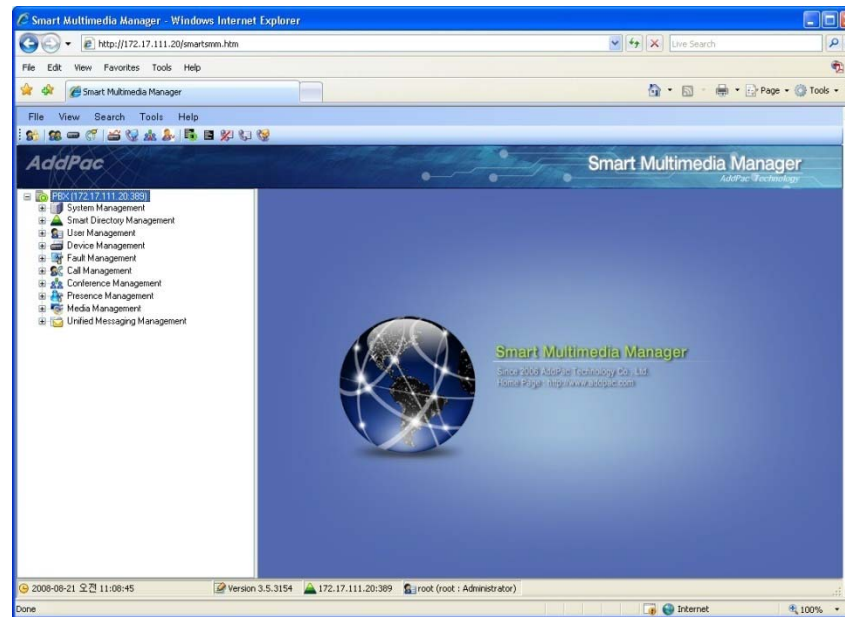 Smart Multimedia Manager - Windows Internet Explorer
http://172.17.111.20/smartsmm.htm
Live Search
File Edit View Favorites Tools Help
Smart Multimedia Manager
Page Tools
File View Search Tools Help
AddPac
Smart Multimedia Manager
AddPac Technology
PBX (172.17.111.20:389)
System Management
Smart Directory Management
User Management
Device Management
Fault Management
Call Management
Conference Management
Presence Management
Media Management
Unified Messaging Management
Smart Multimedia Manager
Since 2008 AddPac Technology Co., Ltd.
Home Page : http://www.addpac.com
2008-08-21 오전 11:08:45
Version 3.5.3154
172.17.111.20:389
root (root : Administrator)
Done
Internet
100%